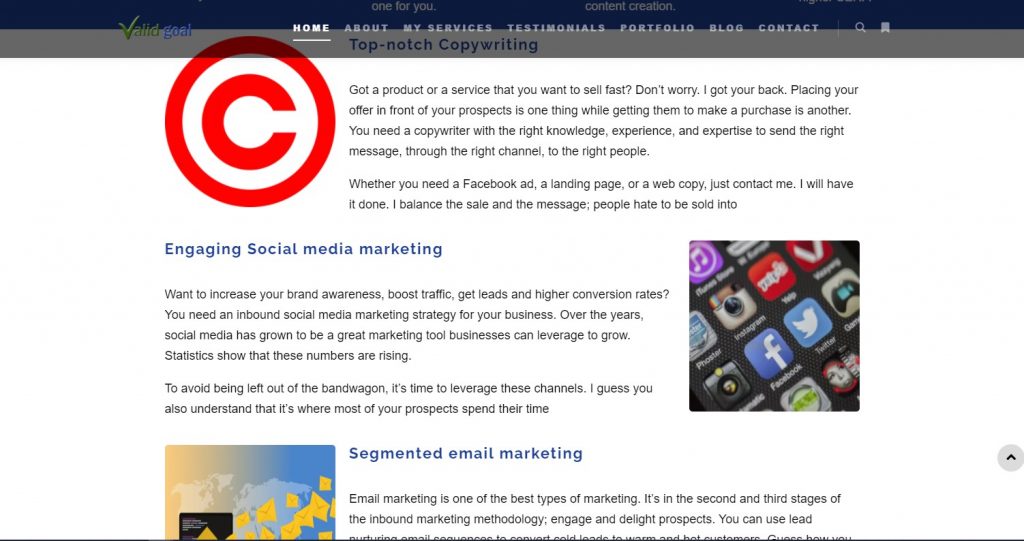 one for you.
content creation.
Valid goal
HOME ABOUT MY SERVICES TESTIMONIALS PORTFOLIO BLOG CONTACT
Top-notch Copywriting
C
Got a product or a service that you want to sell fast? Don’t worry. I got your back. Placing your
offer in front of your prospects is one thing while getting them to make a purchase is another.
You need a copywriter with the right knowledge, experience, and expertise to send the right
message, through the right channel, to the right people.
Whether you need a Facebook ad, a landing page, or a web copy, just contact me. I will have
it done. I balance the sale and the message; people hate to be sold into
Engaging Social media marketing
Want to increase your brand awareness, boost traffic, get leads and higher conversion rates?
You need an inbound social media marketing strategy for your business. Over the years,
social media has grown to be a great marketing tool businesses can leverage to grow.
Statistics show that these numbers are rising.
To avoid being left out of the bandwagon, it’s time to leverage these channels. I guess you
also understand that it’s where most of your prospects spend their time
iTunes Store
Yelp
Instagram
Twitter
Phoster
Facebook
Segmented email marketing
Email marketing is one of the best types of marketing. It’s in the second and third stages of
the inbound marketing methodology; engage and delight prospects. You can use lead
nurturing email sequences to convert cold leads to warm and hot customers. Guess how you